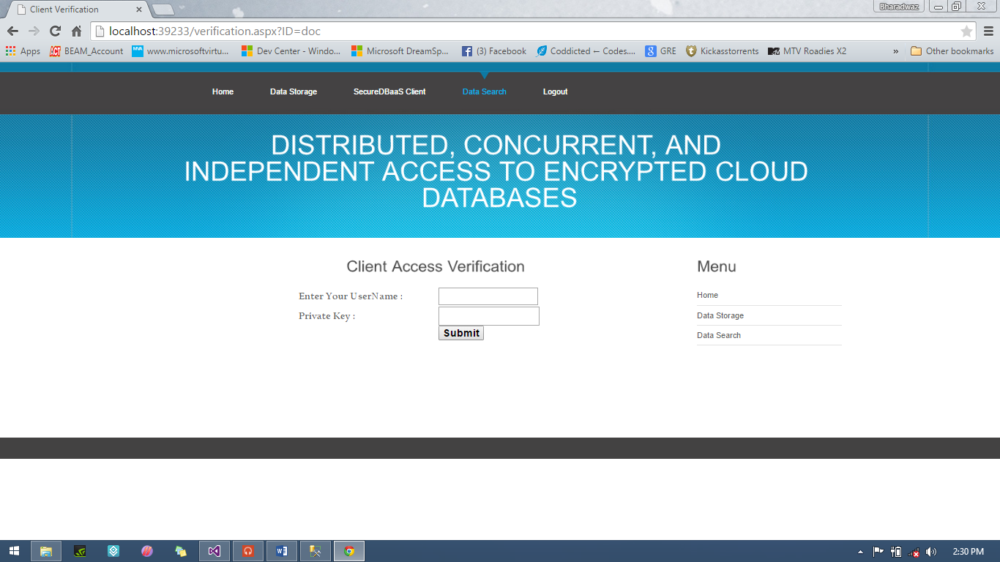 Client Verification
Bharadwaz
localhost:39233/verification.aspx?ID=doc
Apps BEAM_Account www.microsoftvirtu... Dev Center - Windo... Microsoft DreamSp... (3) Facebook Coddicted ← Codes.... GRE Kickasstorrents MTV Roadies X2 » Other bookmarks
Home Data Storage SecureDBaaS Client Data Search Logout
DISTRIBUTED, CONCURRENT, AND
INDEPENDENT ACCESS TO ENCRYPTED CLOUD
DATABASES
Client Access Verification
Enter Your UserName :
Private Key :
Submit
Menu
Home
Data Storage
Data Search
2:30 PM